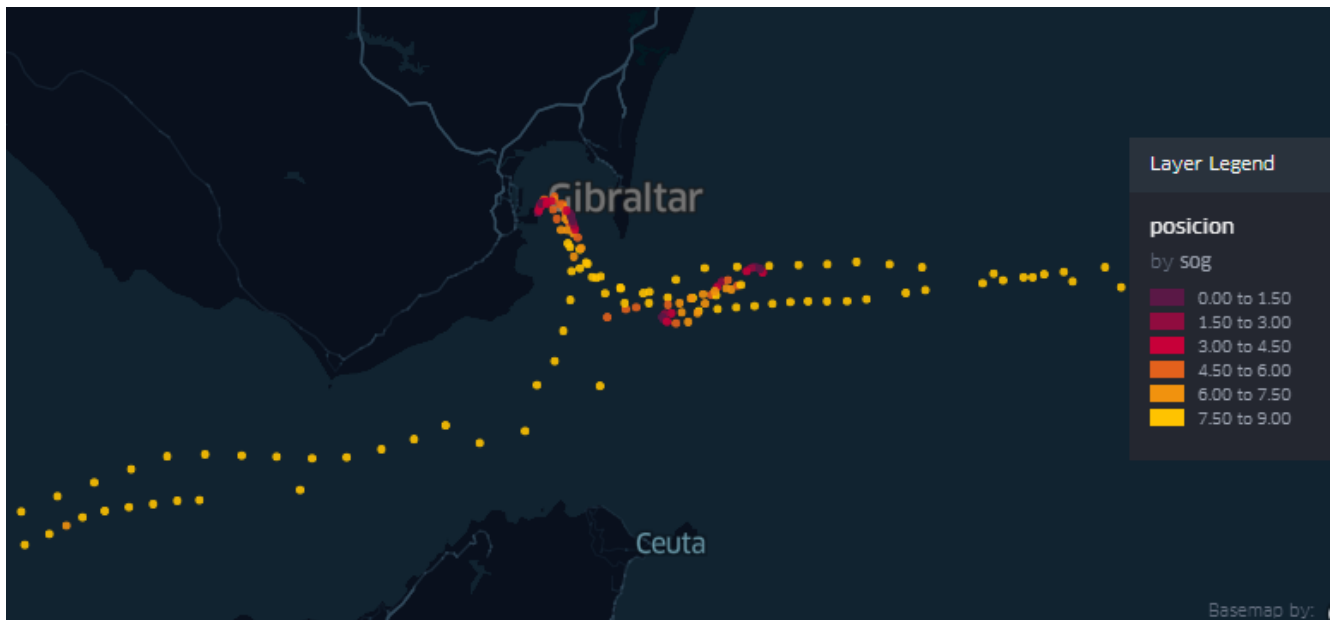 Gibraltar
Layer Legend
posicion
by sog
0.00 to 1.50
1.50 to 3.00
3.00 to 4.50
4.50 to 6.00
6.00 to 7.50
7.50 to 9.00
Ceuta
Basemap by: